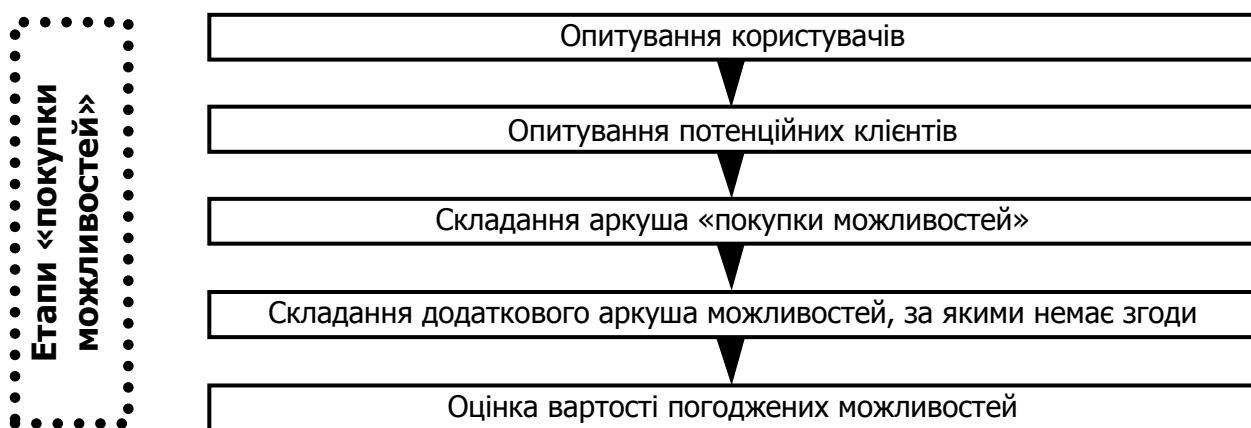 Етапи «покупки
можливостей»
Опитування користувачів
Опитування потенційних клієнтів
Складання аркуша «покупки можливостей»
Складання додаткового аркуша можливостей, за якими немає згоди
Оцінка вартості погоджених можливостей